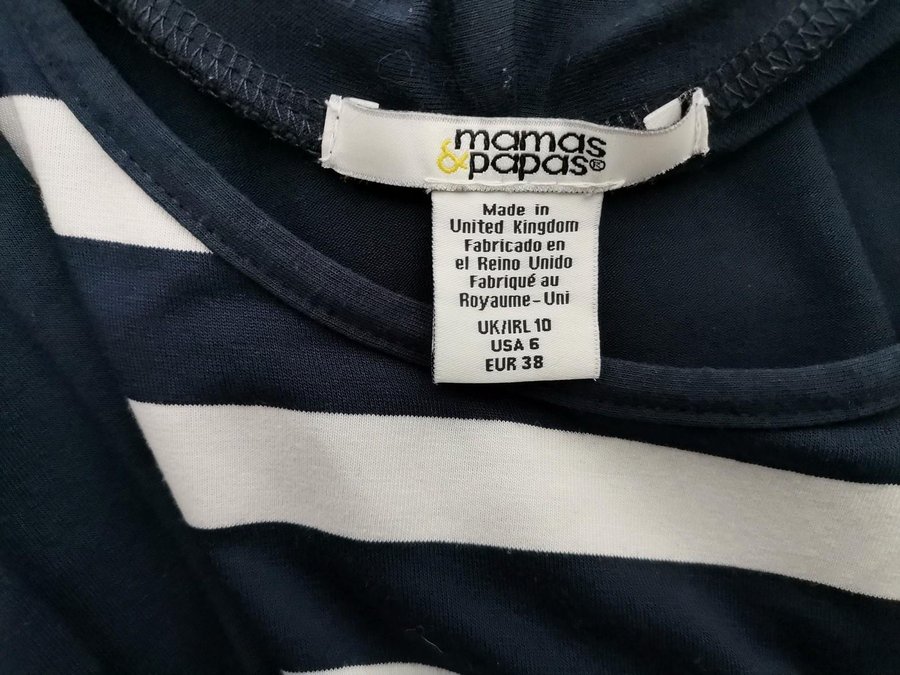 mamas
&papas®
Made in
United Kingdom
Fabricado en
el Reino Unido
Fabriqué au
Royaume-Uni
UK/IRL 10
USA 6
EUR 38